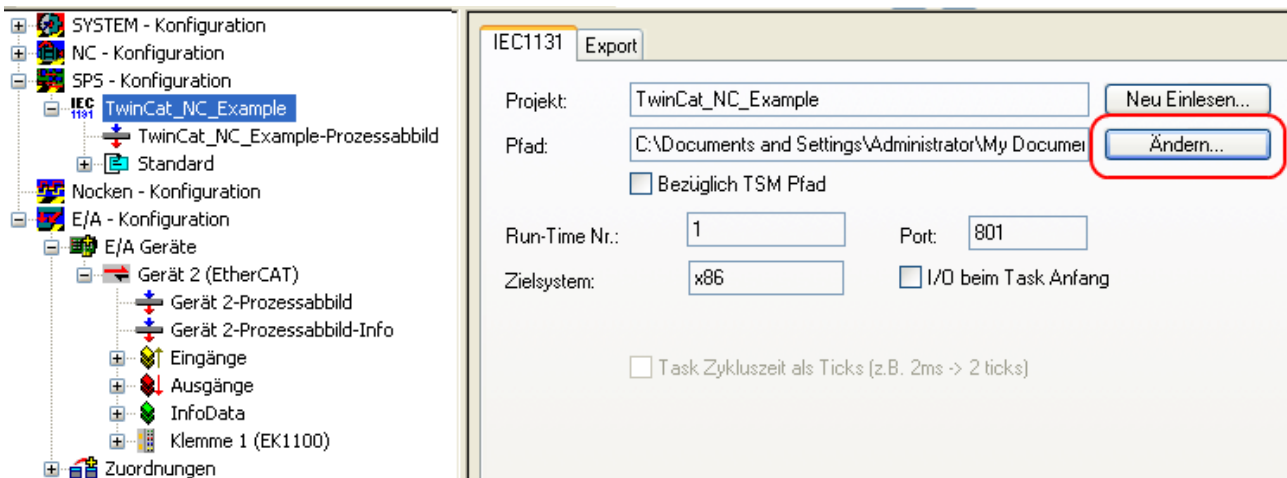 SYSTEM - Konfiguration
NC - Konfiguration
SPS - Konfiguration
IEC
1131
TwinCat_NC_Example
TwinCat_NC_Example-Prozessabbild
Standard
Nocken - Konfiguration
E/A - Konfiguration
E/A Geräte
Gerät 2 (EtherCAT)
Gerät 2-Prozessabbild
Gerät 2-Prozessabbild-Info
Eingänge
Ausgänge
InfoData
Klemme 1 (EK1100)
Zuordnungen
IEC1131 Export
Projekt: TwinCat_NC_Example Neu Einlesen...
Pfad: C:\Documents and Settings\Administrator\My Documer Ändern...
Bezüglich TSM Pfad
Run-Time Nr.: 1 Port: 801
Zielsystem: x86 I/O beim Task Anfang
Task Zykluszeit als Ticks (z.B. 2ms -> 2 ticks)